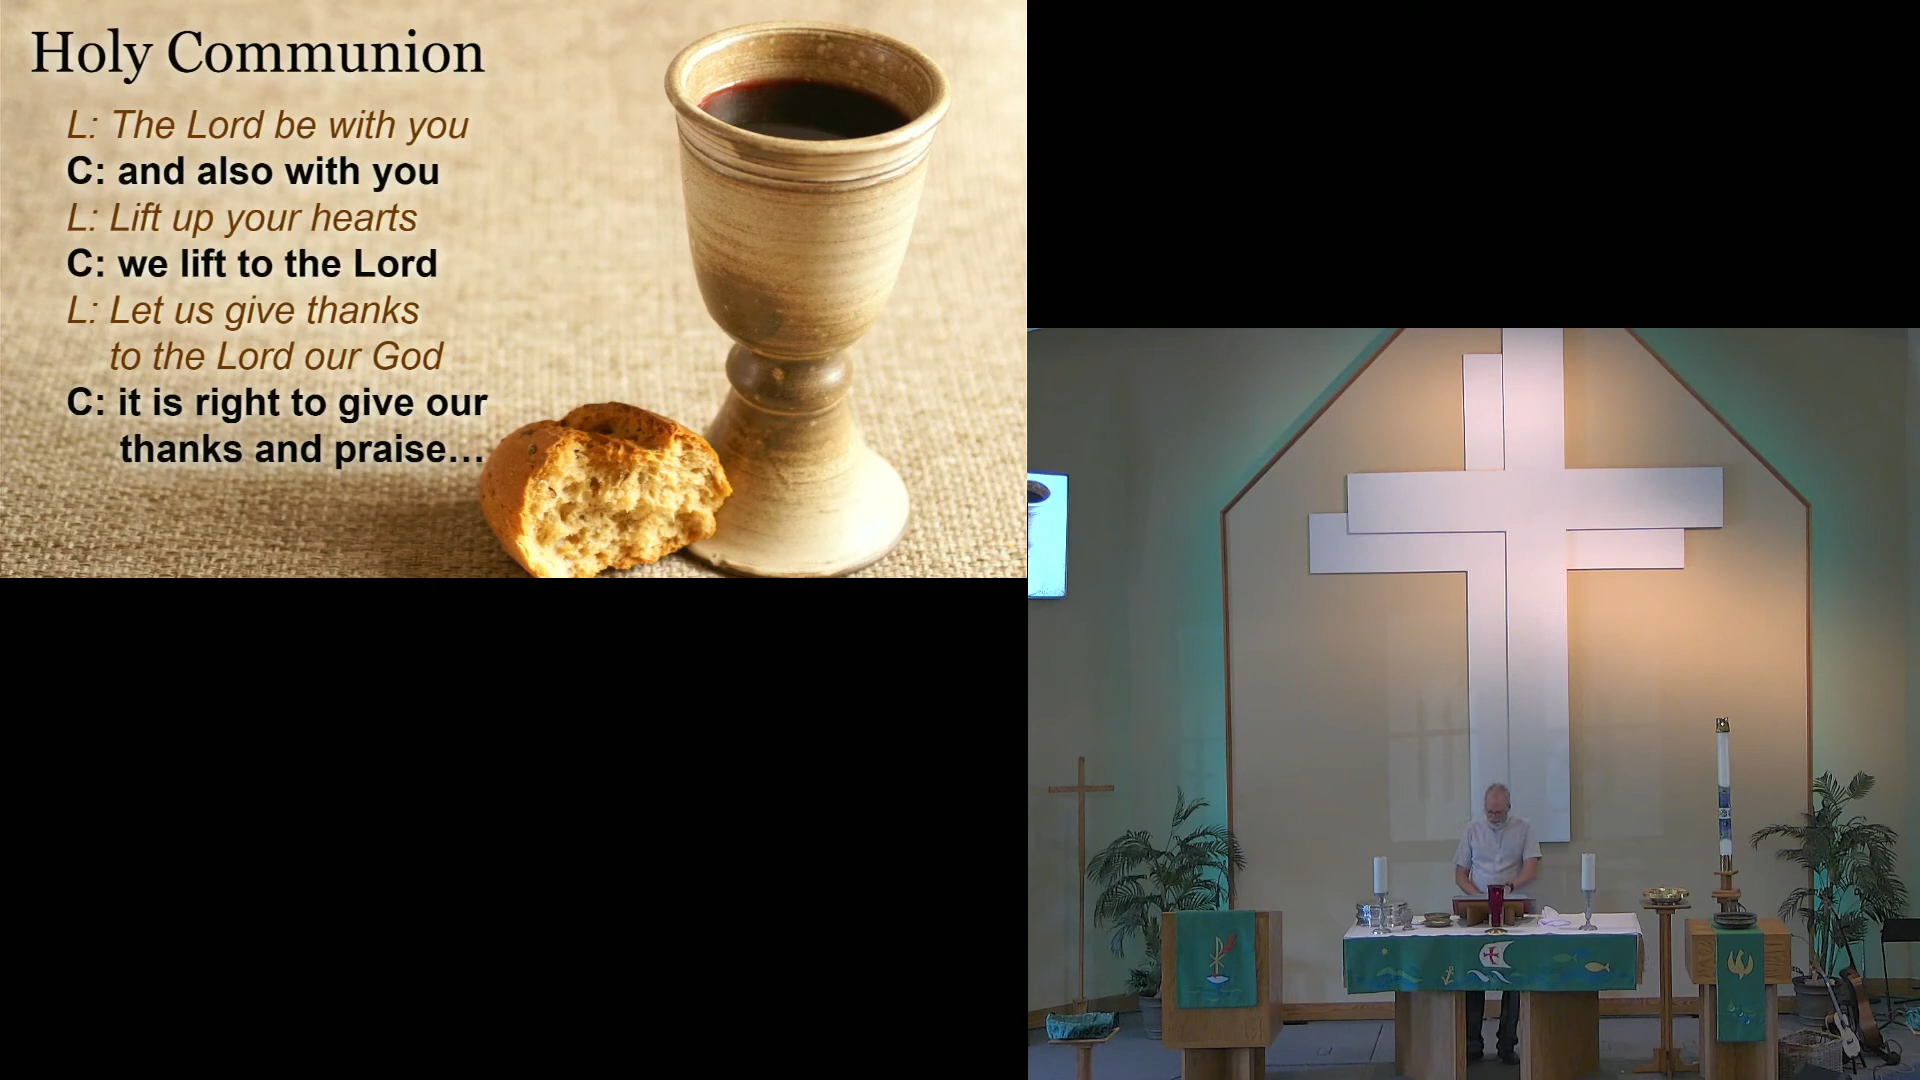 Holy Communion
L: The Lord be with you
C: and also with you
L: Lift up your hearts
C: we lift to the Lord
L: Let us give thanks
to the Lord our God
C: it is right to give our
thanks and praise…